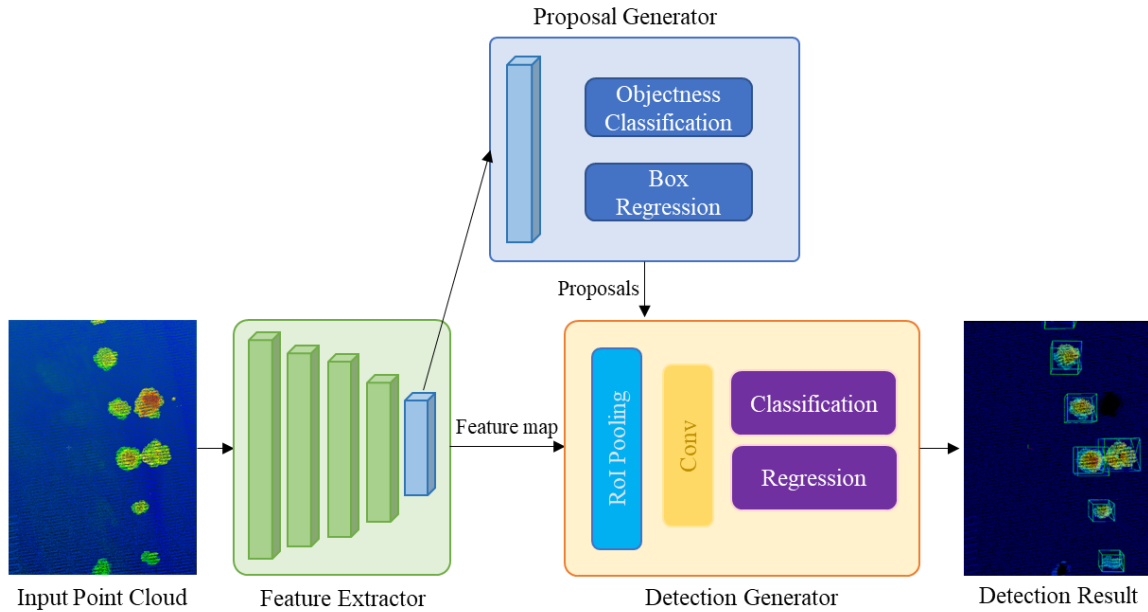 Proposal Generator
Objectness
Classification
Box
Regression
Proposals
Feature map
RoI Pooling
Conv
Classification
Regression
Input Point Cloud
Feature Extractor
Detection Generator
Detection Result